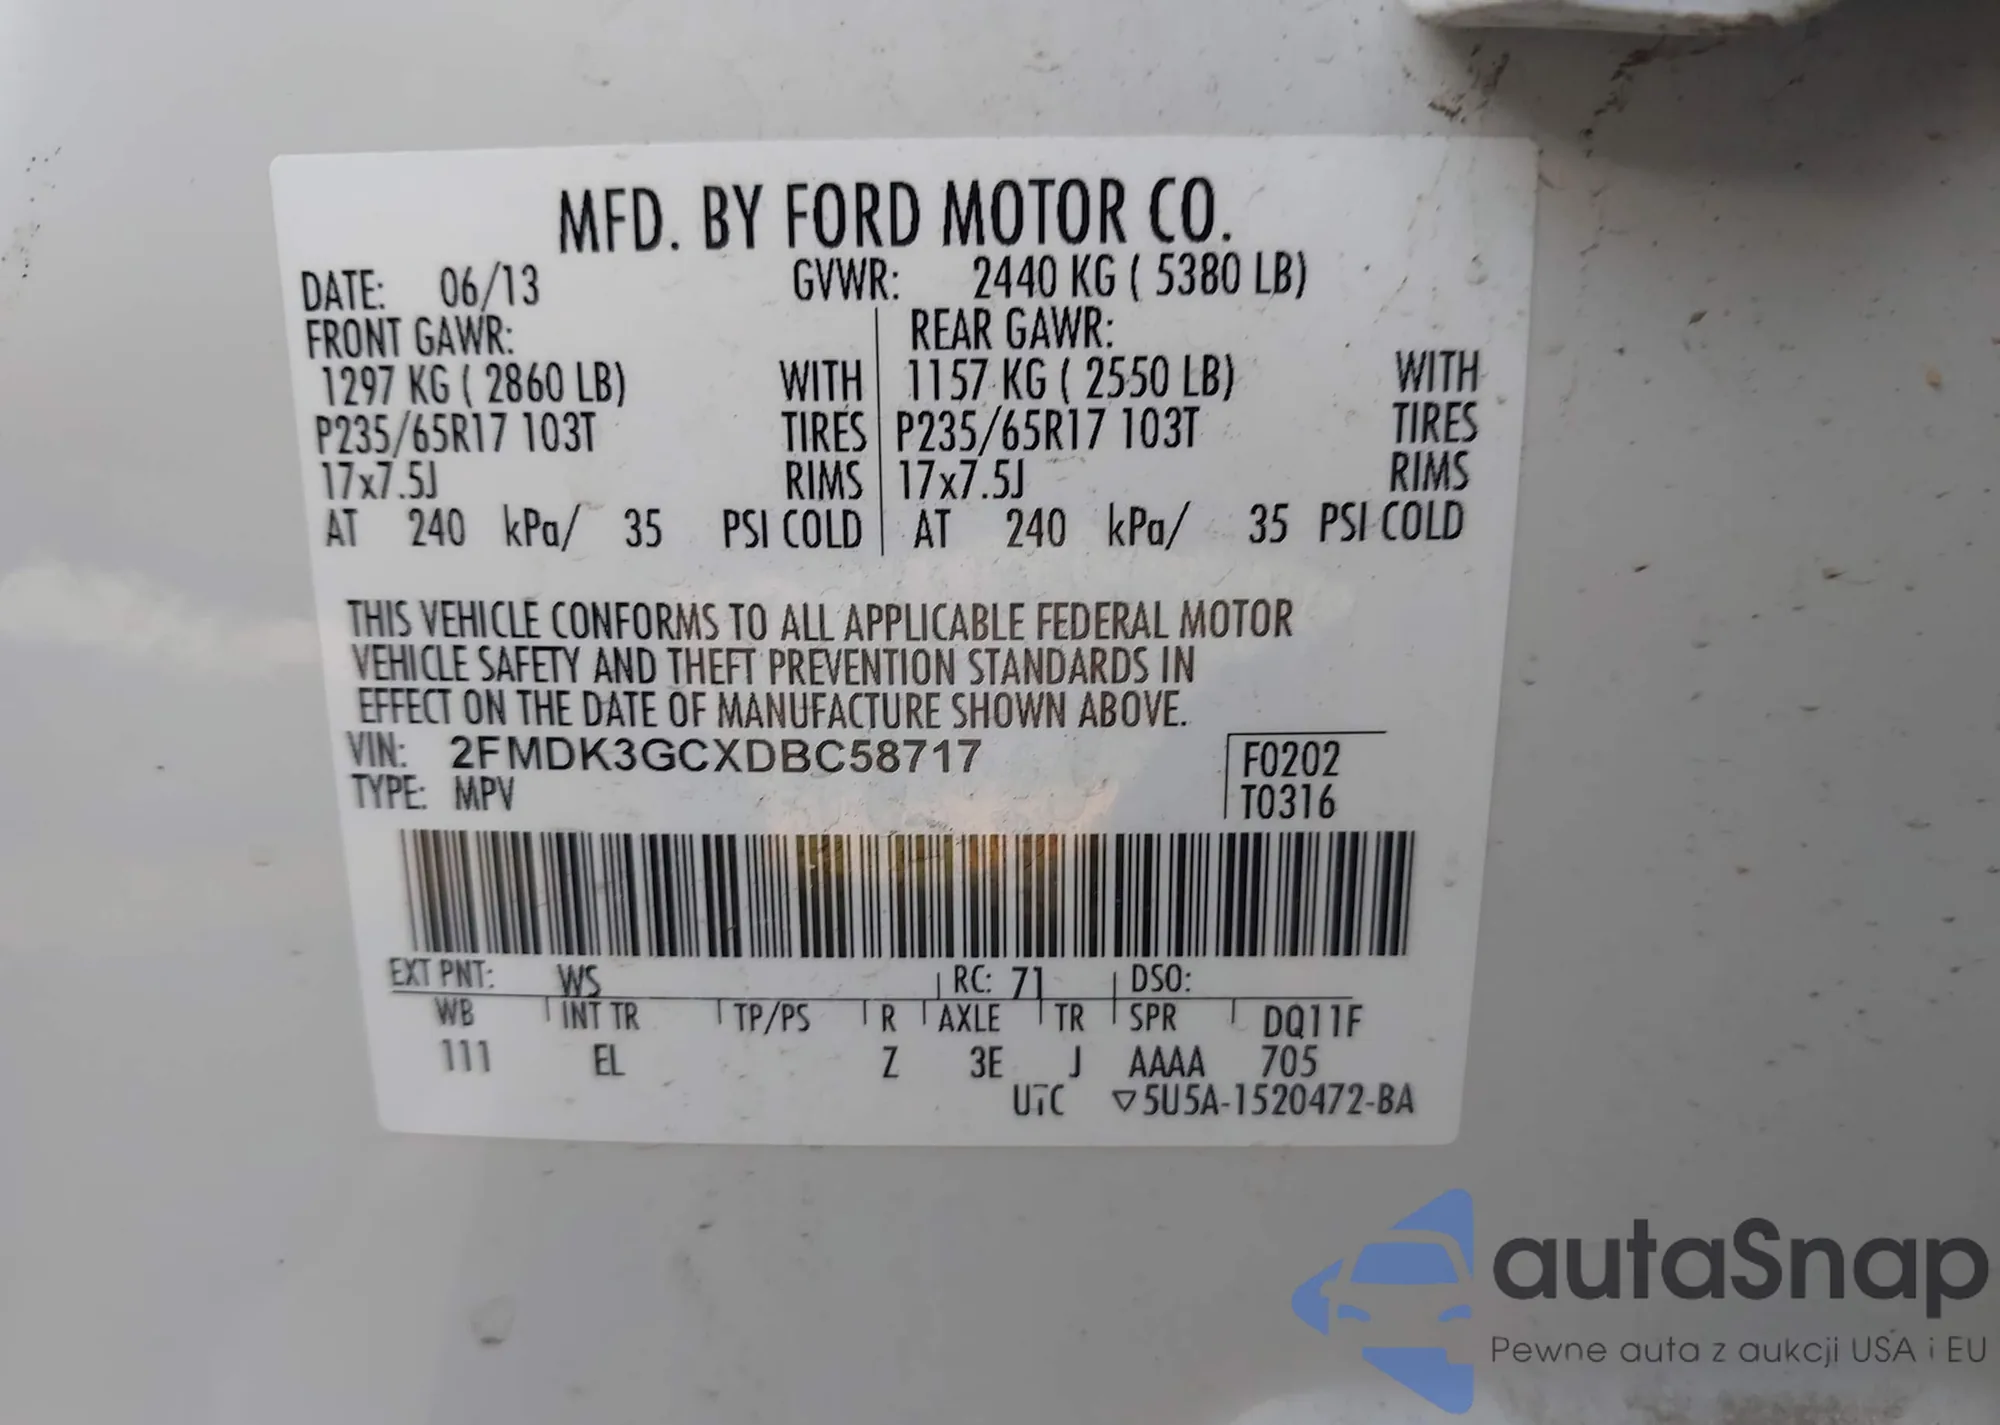 MFD. BY FORD MOTOR CO.
DATE: 06/13 GVWR: 2440 KG ( 5380 LB)
FRONT GAWR: REAR GAWR:
1297 KG ( 2860 LB) WITH 1157 KG ( 2550 LB) WITH
P235/65R17 103T TIRES P235/65R17 103T TIRES
17x7.5J RIMS 17x7.5J RIMS
AT 240 kPa/ 35 PSI COLD AT 240 kPa/ 35 PSI COLD
THIS VEHICLE CONFORMS TO ALL APPLICABLE FEDERAL MOTOR
VEHICLE SAFETY AND THEFT PREVENTION STANDARDS IN
EFFECT ON THE DATE OF MANUFACTURE SHOWN ABOVE.
VIN: 2FMDK3GCXDBC58717 F0202
TYPE: MPV T0316
EXT PNT: WS RC: 71 DSO:
WB INT TR TP/PS R AXLE TR SPR DQ11F
111 EL Z 3E J AAAA 705
UTC ▽5U5A-1520472-BA
autaSnap
Pewne auta z aukcji USA i EU